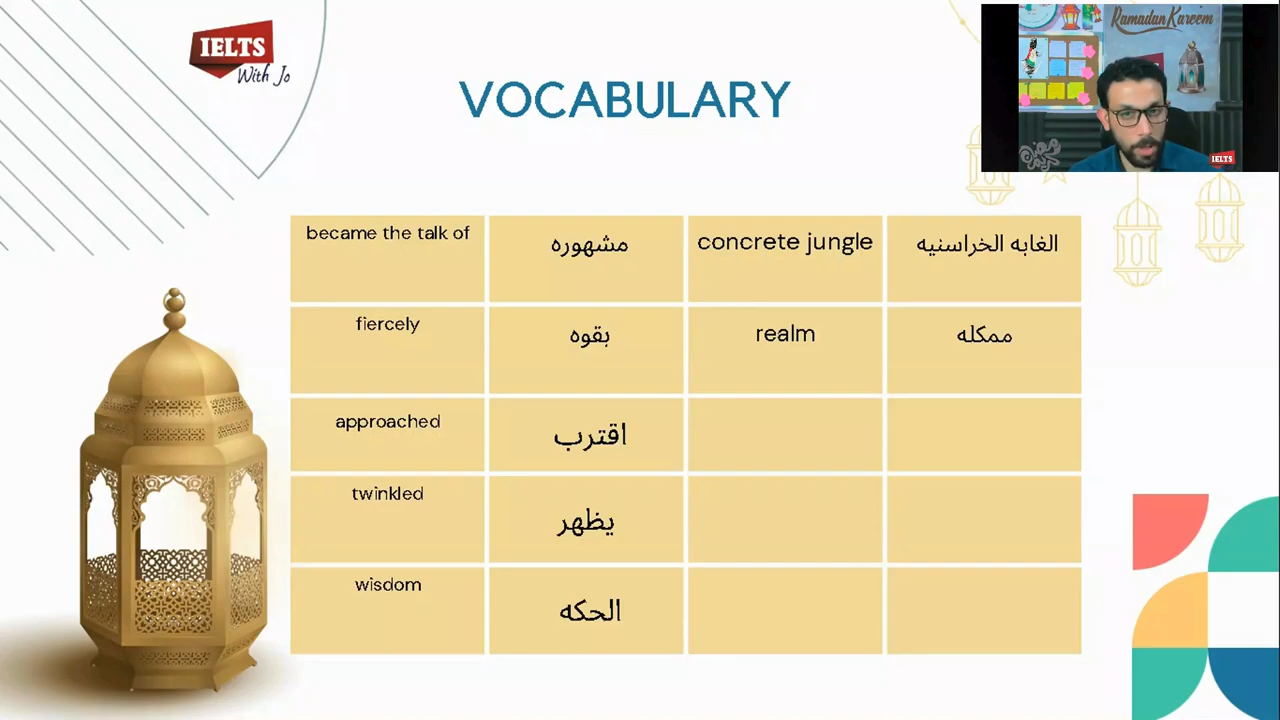 IELTS
With Jo
VOCABULARY
Ramadan Kareem
IELTS
became the talk of
مشهوره
concrete jungle
الغابه الخراسنيه
fiercely
بقوه
realm
ممكله
approached
اقترب
twinkled
يظهر
wisdom
الحكه